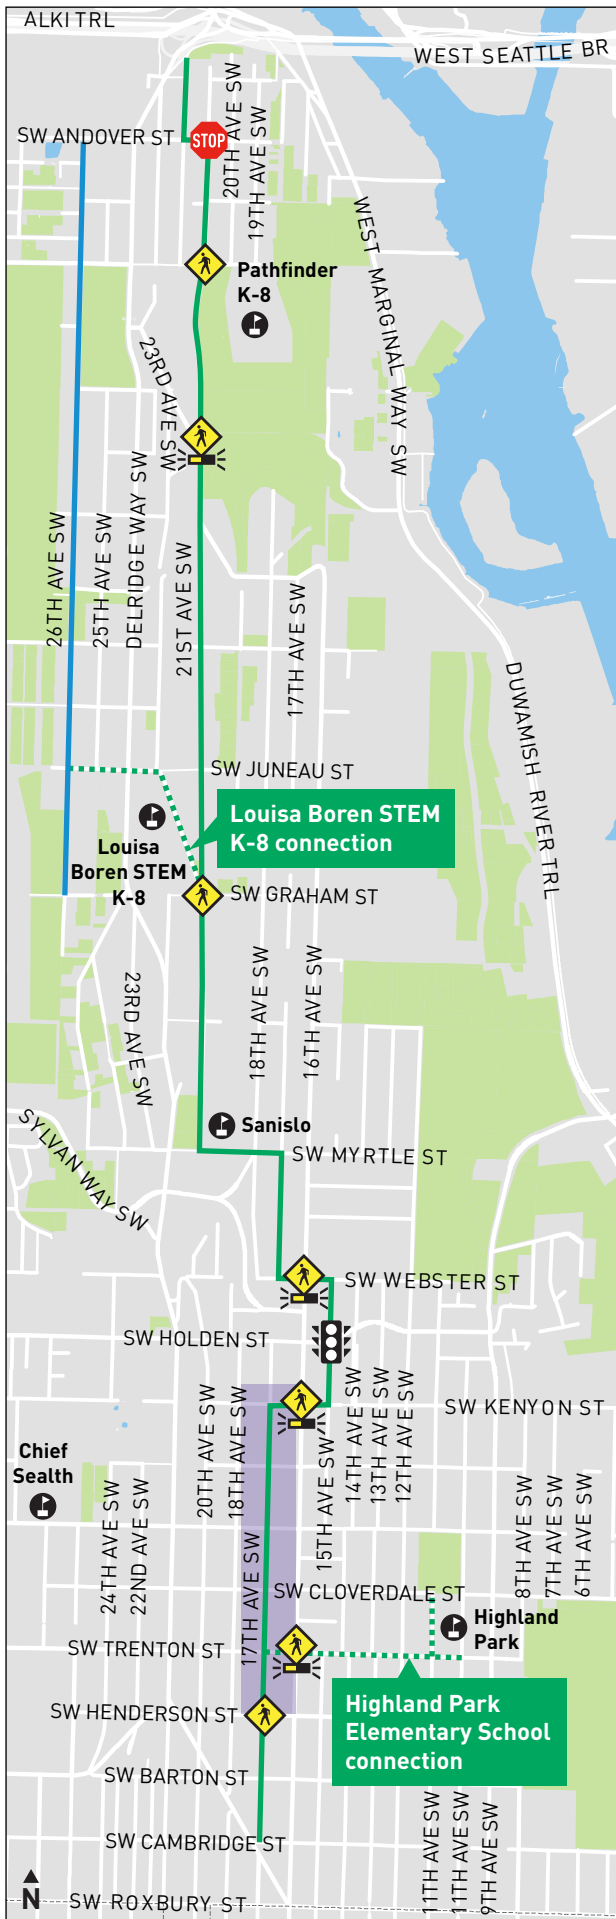 ALKI TRL
WEST SEATTLE BR
SW ANDOVER ST
STOP
20TH AVE SW
19TH AVE SW
WEST MARGINAL WAY SW
Pathfinder
K-8
23RD AVE SW
26TH AVE SW
25TH AVE SW
DELRIDGE WAY SW
21ST AVE SW
17TH AVE SW
DUWAMISH RIVER TRL
SW JUNEAU ST
Louisa Boren STEM
K-8 connection
Louisa
Boren STEM
K-8
SW GRAHAM ST
23RD AVE SW
18TH AVE SW
16TH AVE SW
Sanislo
SW MYRTLE ST
SYLVAN WAY SW
SW WEBSTER ST
SW HOLDEN ST
SW KENYON ST
20TH AVE SW
18TH AVE SW
14TH AVE SW
13TH AVE SW
12TH AVE SW
15TH AVE SW
Chief
Sealth
24TH AVE SW
22ND AVE SW
17TH AVE SW
8TH AVE SW
7TH AVE SW
6TH AVE SW
SW CLOVERDALE ST
Highland
Park
SW TRENTON ST
SW HENDERSON ST
Highland Park
Elementary School
connection
SW BARTON ST
11TH AVE SW
11TH AVE SW
9TH AVE SW
SW CAMBRIDGE ST
N
SW ROXBURY ST